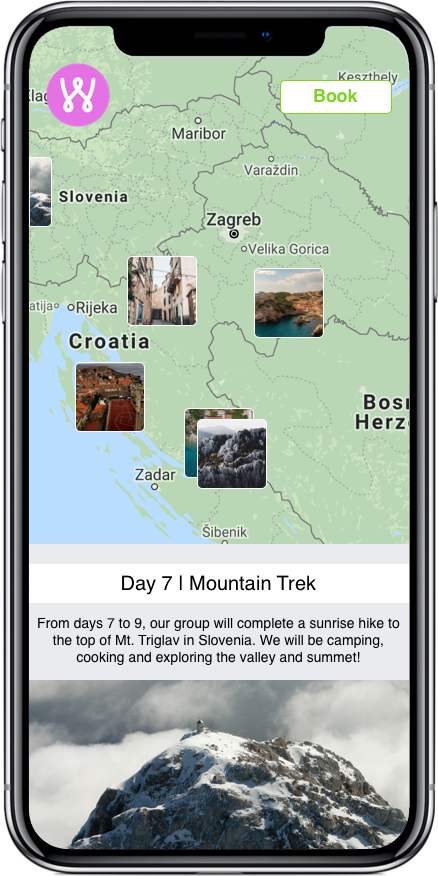 Klag
W
Keszthely
Book
Maribor
Varaždin
Slovenia
Zagreb
Velika Gorica
atija
Rijeka
Croatia
Bosn
Herze
Zadar
Šibenik
Day 7 | Mountain Trek
From days 7 to 9, our group will complete a sunrise hike to
the top of Mt. Triglav in Slovenia. We will be camping,
cooking and exploring the valley and summet!